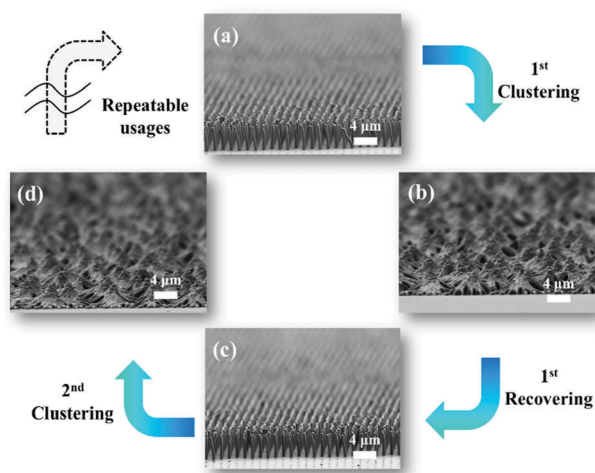 (a)
4 μm
1st
Clustering
Repeatable
usages
(d)
4 μm
(b)
4 μm
(c)
4 μm
2nd
Clustering
1st
Recovering